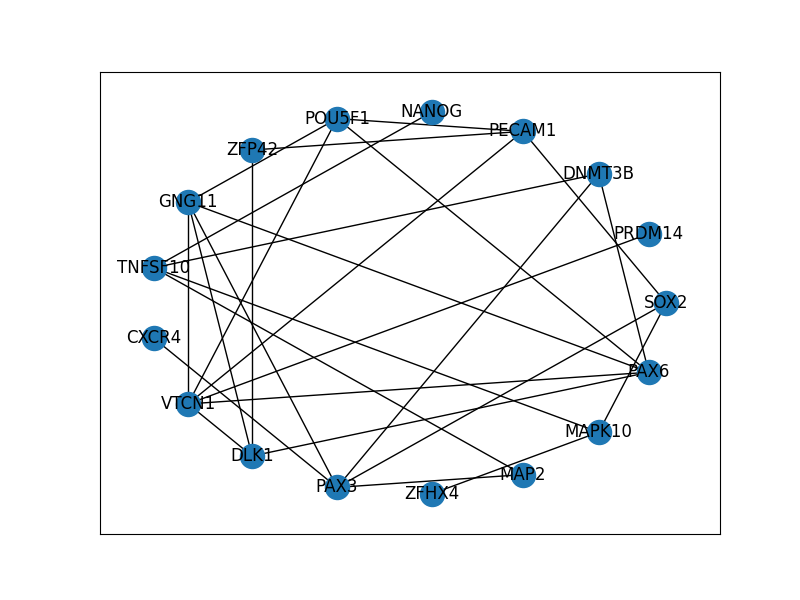 NANOG
POU5F1
PECAM1
ZFP42
DNMT3B
GNG11
PRDM14
TNFSF10
SOX2
CXCR4
PAX6
VTCN1
MAPK10
DLK1
MAP2
PAX3
ZFHX4